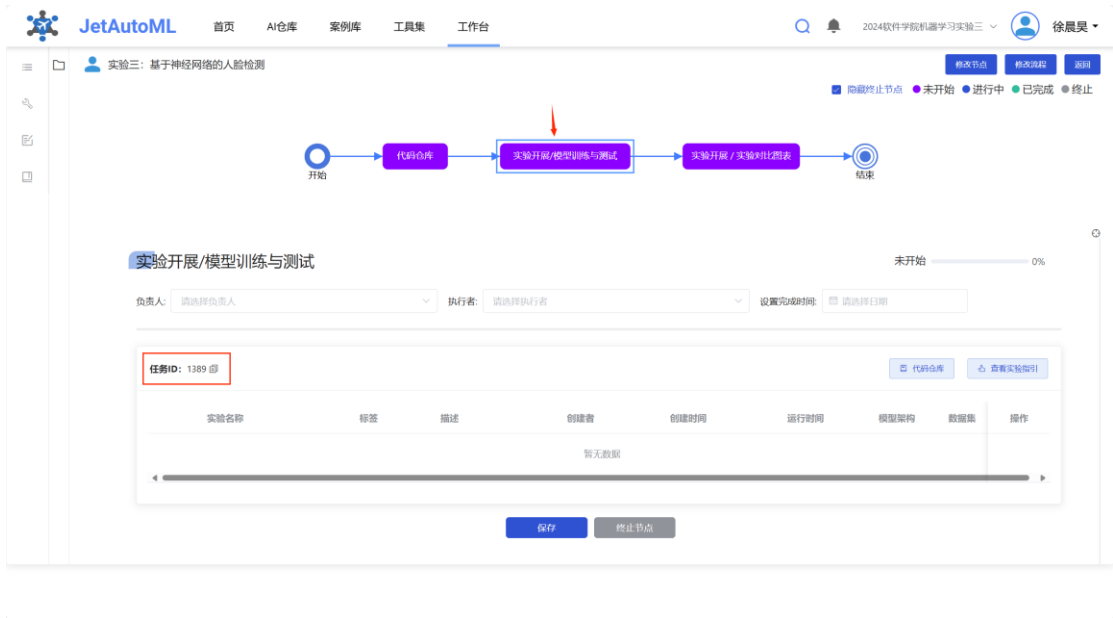 JetAutoML 首页 AI仓库 案例库 工具集 工作台 2024软件学院机器学习实验三 徐晨昊
实验三：基于神经网络的人脸检测 修改节点 修改流程 返回
隐藏终止节点 未开始 进行中 已完成 终止
代码仓库 实验开展/模型训练与测试 实验开展 / 实验对比图表
开始 结束
实验开展/模型训练与测试 未开始 0%
负责人: 请选择负责人 执行者: 请选择执行者 设置完成时间: 请选择日期
任务ID: 1389 代码仓库 查看实验指引
实验名称 标签 描述 创建者 创建时间 运行时间 模型架构 数据集 操作
暂无数据
保存 终止节点